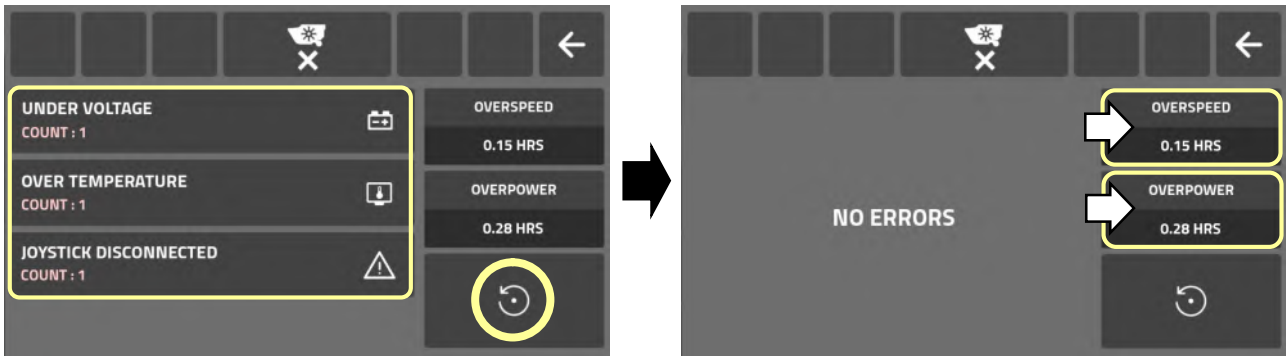 UNDER VOLTAGE
COUNT : 1
OVER TEMPERATURE
COUNT : 1
JOYSTICK DISCONNECTED
COUNT : 1
OVERSPEED
0.15 HRS
OVERPOWER
0.28 HRS
NO ERRORS
OVERSPEED
0.15 HRS
OVERPOWER
0.28 HRS